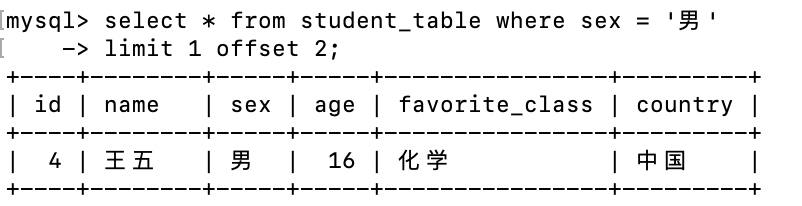 mysql> select * from student_table where sex = '男'
    -> limit 1 offset 2;
+----+--------+-----+-----+----------------+---------+
| id | name   | sex | age | favorite_class | country |
+----+--------+-----+-----+----------------+---------+
|  4 | 王五   | 男  |  16 | 化学           | 中国    |
+----+--------+-----+-----+----------------+---------+